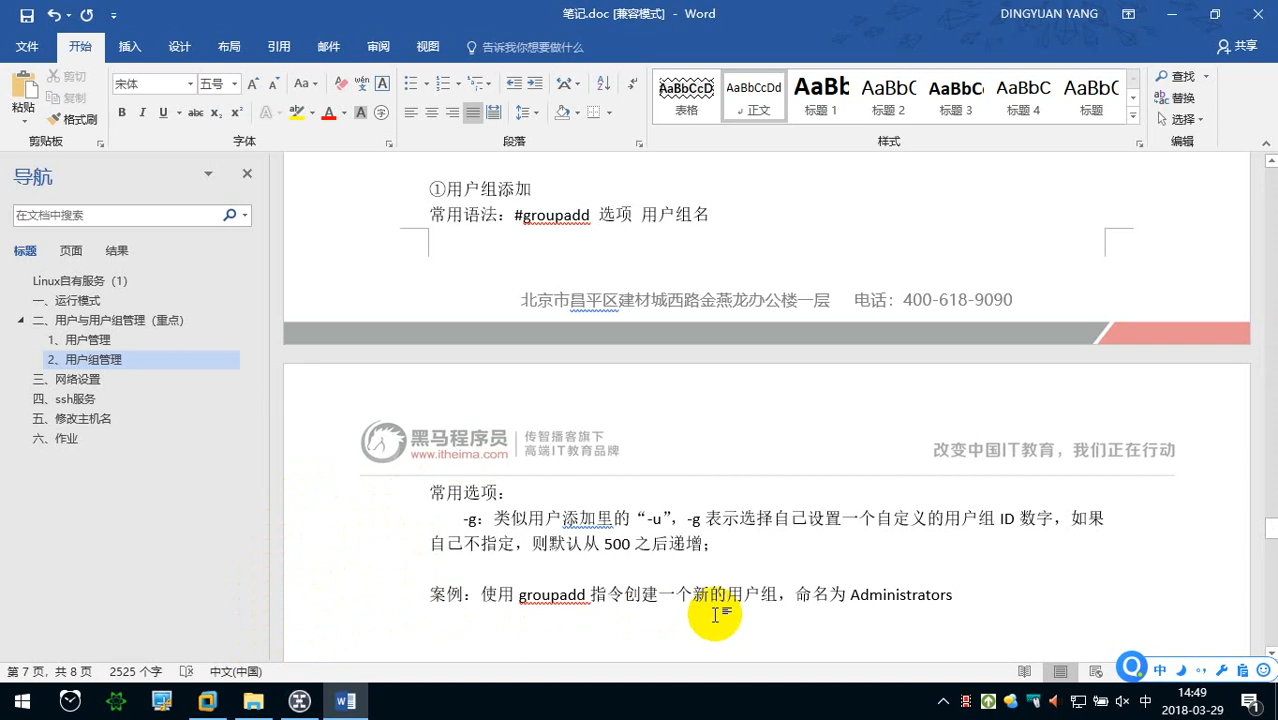 笔记.doc [兼容模式] - Word
DINGYUAN YANG
文件 开始 插入 设计 布局 引用 邮件 审阅 视图 告诉我你想要做什么 共享
粘贴
剪切
复制
格式刷
宋体 五号
AaBbCcD AaBbCcDd AaBb AaBbC AaBbC AaBbC AaBbC
表格 正文 标题 1 标题 2 标题 3 标题 4 标题
查找
替换
选择
剪贴板 字体 段落 样式 编辑
导航
在文档中搜索
标题 页面 结果
Linux自有服务（1）
一、运行模式
二、用户与用户组管理（重点）
1、用户管理
2、用户组管理
三、网络设置
四、ssh服务
五、修改主机名
六、作业
①用户组添加
常用语法：#groupadd 选项 用户组名
北京市昌平区建材城西路金燕龙办公楼一层 电话：400-618-9090
黑马程序员
www.itheima.com
传智播客旗下
高端IT教育品牌
改变中国IT教育，我们正在行动
常用选项：
-g：类似用户添加里的“-u”，-g 表示选择自己设置一个自定义的用户组 ID 数字，如果
自己不指定，则默认从 500 之后递增；
案例：使用 groupadd 指令创建一个新的用户组，命名为 Administrators
第 7 页，共 8 页 2525 个字 中文(中国)
中
中
14:49
2018-03-29
1